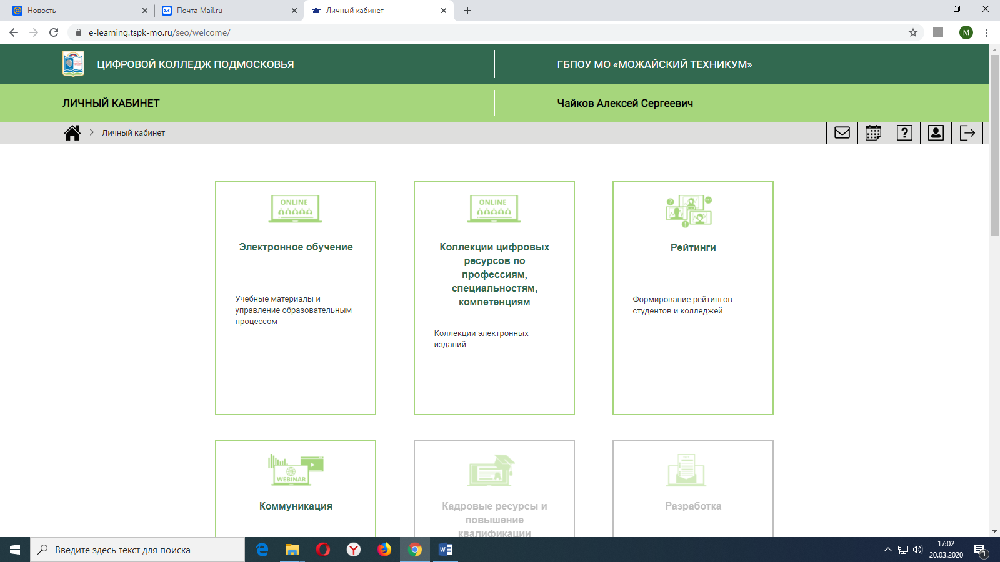 Новость
Почта Mail.ru
Личный кабинет
e-learning.tspk-mo.ru/seo/welcome/
M
ЦИФРОВОЙ КОЛЛЕДЖ ПОДМОСКОВЬЯ
ГБПОУ МО «МОЖАЙСКИЙ ТЕХНИКУМ»
ЛИЧНЫЙ КАБИНЕТ
Чайков Алексей Сергеевич
Личный кабинет
ONLINE
Электронное обучение
Учебные материалы и
управление образовательным
процессом
ONLINE
Коллекции цифровых
ресурсов по
профессиям,
специальностям,
компетенциям
Коллекции электронных
изданий
Рейтинги
Формирование рейтингов
студентов и колледжей
WEBINAR
Коммуникация
Кадровые ресурсы и
повышение
квалификации
Разработка
Введите здесь текст для поиска
17:02
20.03.2020
1